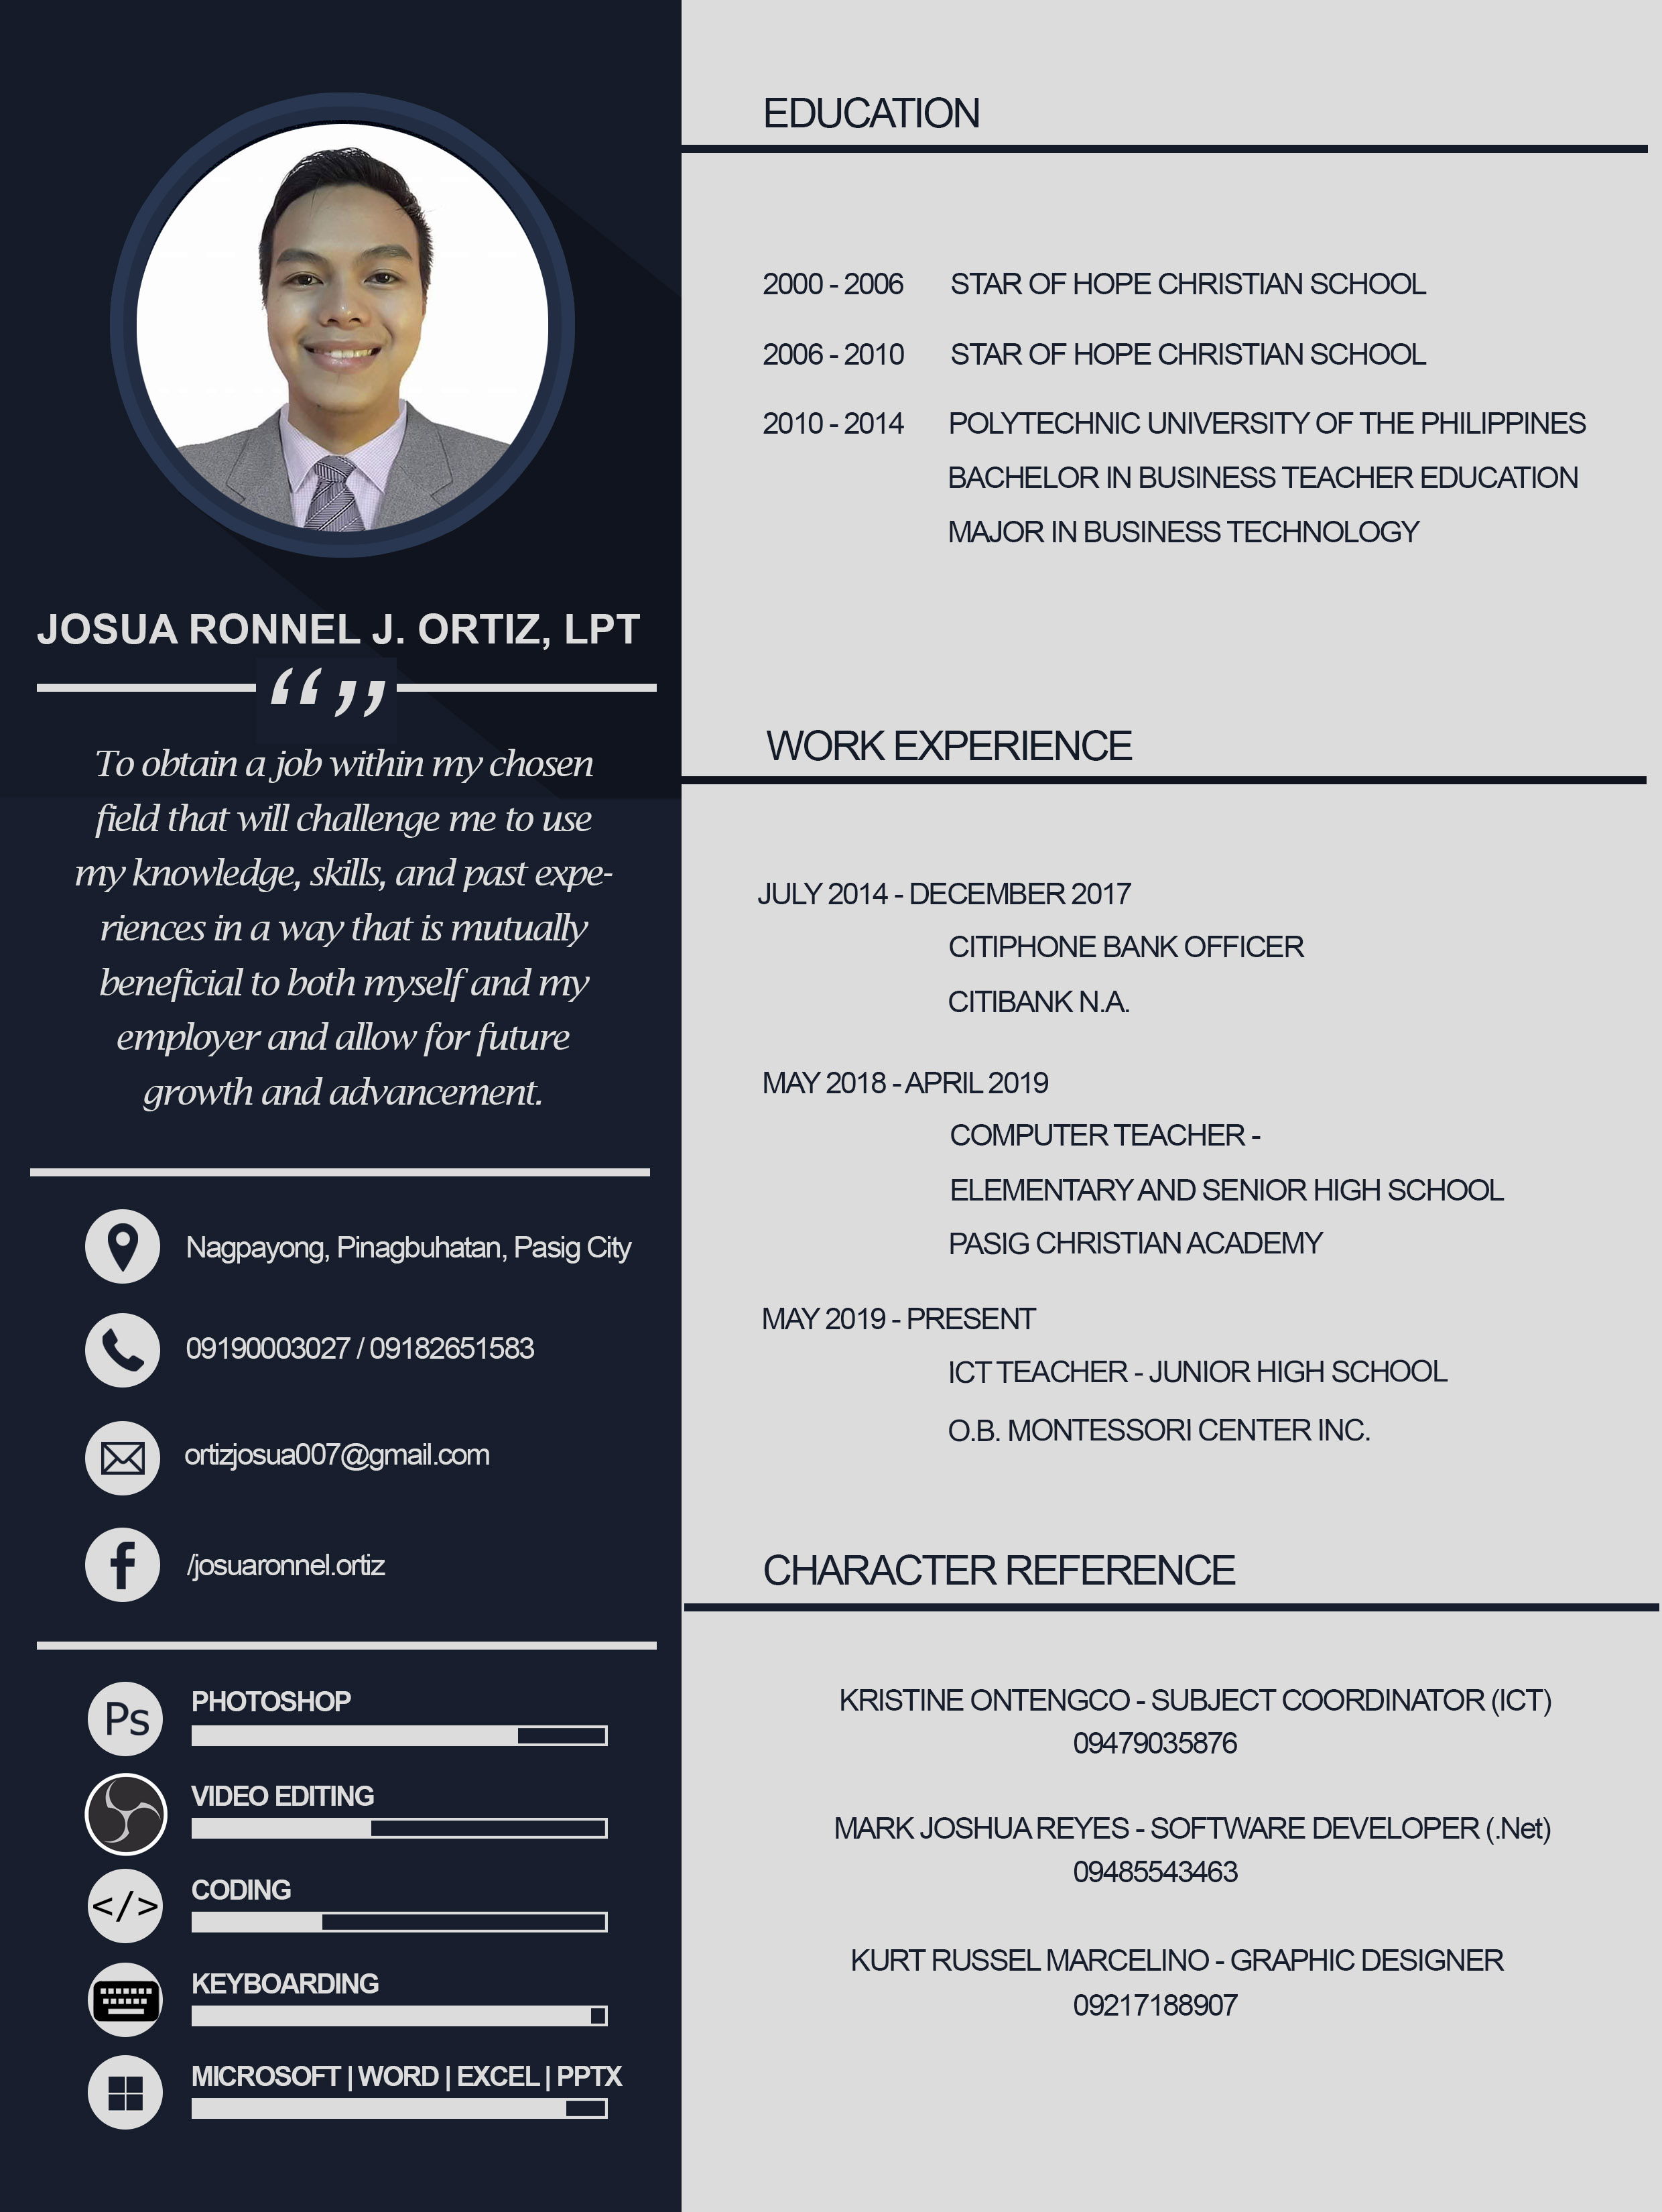 JOSUA RONNEL J. ORTIZ, LPT
“ ”
To obtain a job within my chosen
field that will challenge me to use
my knowledge, skills, and past expe-
riences in a way that is mutually
beneficial to both myself and my
employer and allow for future
growth and advancement.
Nagpayong, Pinagbuhatan, Pasig City
09190003027 / 09182651583
ortizjosua007@gmail.com
f
/josuaronnel.ortiz
Ps
PHOTOSHOP
VIDEO EDITING
</>
CODING
KEYBOARDING
MICROSOFT | WORD | EXCEL | PPTX
EDUCATION
2000 - 2006 STAR OF HOPE CHRISTIAN SCHOOL
2006 - 2010 STAR OF HOPE CHRISTIAN SCHOOL
2010 - 2014 POLYTECHNIC UNIVERSITY OF THE PHILIPPINES
BACHELOR IN BUSINESS TEACHER EDUCATION
MAJOR IN BUSINESS TECHNOLOGY
WORK EXPERIENCE
JULY 2014 - DECEMBER 2017
CITIPHONE BANK OFFICER
CITIBANK N.A.
MAY 2018 - APRIL 2019
COMPUTER TEACHER -
ELEMENTARY AND SENIOR HIGH SCHOOL
PASIG CHRISTIAN ACADEMY
MAY 2019 - PRESENT
ICT TEACHER - JUNIOR HIGH SCHOOL
O.B. MONTESSORI CENTER INC.
CHARACTER REFERENCE
KRISTINE ONTENGCO - SUBJECT COORDINATOR (ICT)
09479035876
MARK JOSHUA REYES - SOFTWARE DEVELOPER (.Net)
09485543463
KURT RUSSEL MARCELINO - GRAPHIC DESIGNER
09217188907